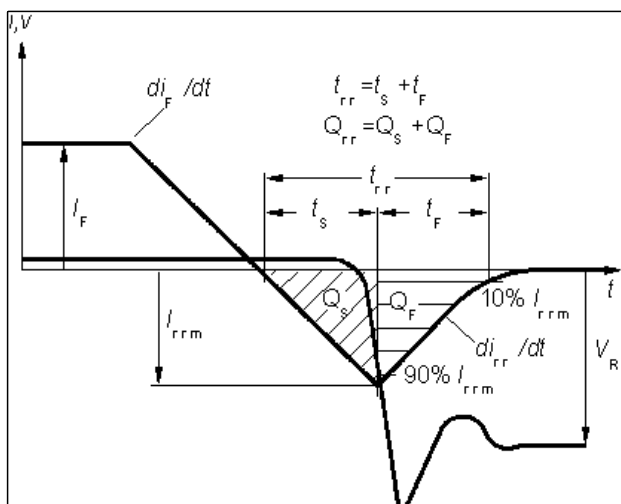 I,V
di_F /dt
t_rr =t_S +t_F
Q_rr =Q_S +Q_F
t_rr
t_S
t_F
I_F
Q_S
Q_F
t
10% I_rrm
I_rrm
di_rr /dt
V_R
90% I_rrm